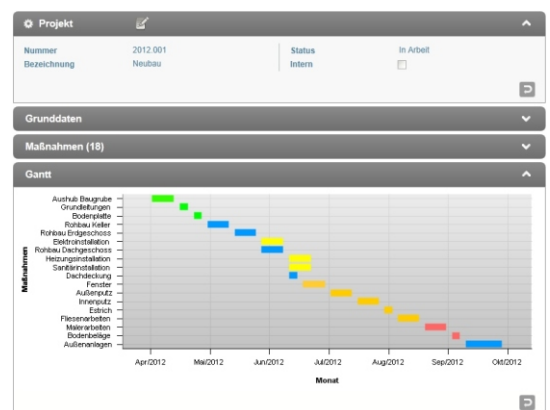 Projekt
Nummer 2012.001 Status In Arbeit
Bezeichnung Neubau Intern
Grunddaten
Maßnahmen (18)
Gantt
Aushub Baugrube
Grundleitungen
Bodenplatte
Rohbau Keller
Rohbau Erdgeschoss
Elektroinstallation
Rohbau Dachgeschoss
Heizungsinstallation
Sanitärinstallation
Dachdeckung
Fenster
Außenputz
Innenputz
Estrich
Fliesenarbeiten
Malerarbeiten
Bodenbeläge
Außenanlagen
Maßnahmen
Apr/2012 Mai/2012 Jun/2012 Jul/2012 Aug/2012 Sep/2012 Okt/2012
Monat